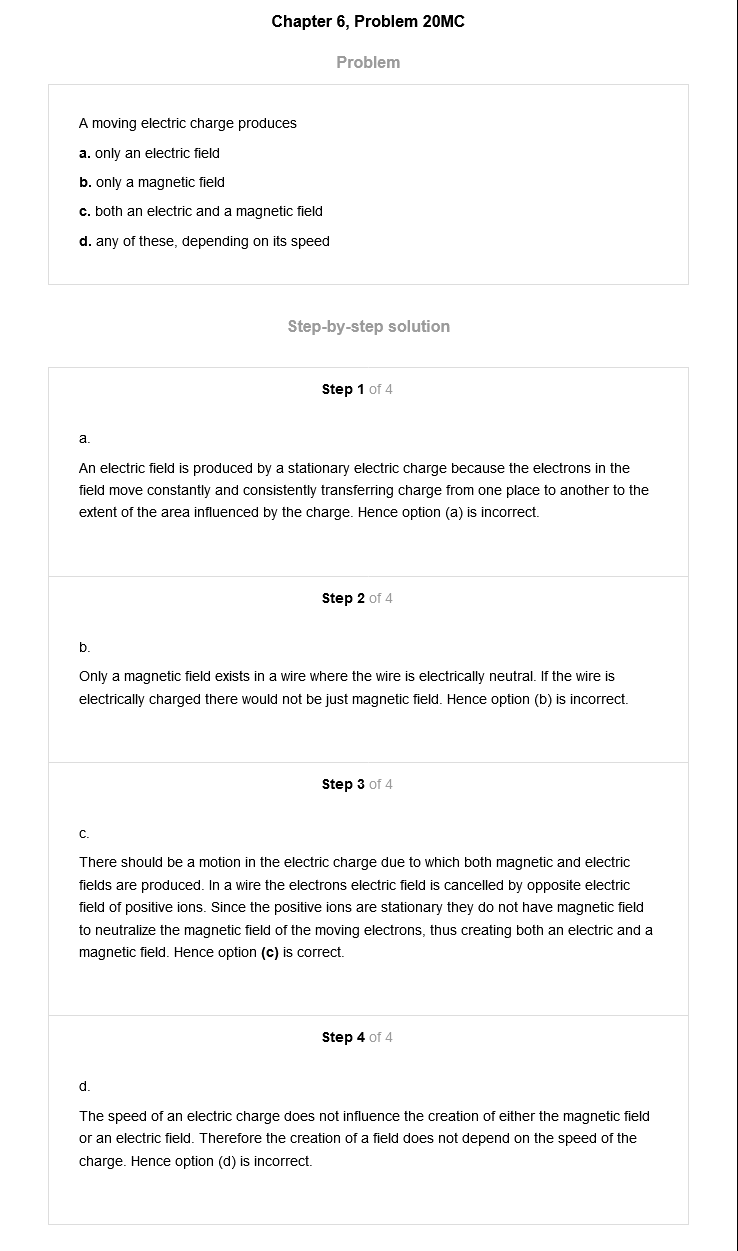 Chapter 6, Problem 20MC
Problem
A moving electric charge produces
a. only an electric field
b. only a magnetic field
c. both an electric and a magnetic field
d. any of these, depending on its speed
Step-by-step solution
Step 1 of 4
a.
An electric field is produced by a stationary electric charge because the electrons in the
field move constantly and consistently transferring charge from one place to another to the
extent of the area influenced by the charge. Hence option (a) is incorrect.
Step 2 of 4
b.
Only a magnetic field exists in a wire where the wire is electrically neutral. If the wire is
electrically charged there would not be just magnetic field. Hence option (b) is incorrect.
Step 3 of 4
c.
There should be a motion in the electric charge due to which both magnetic and electric
fields are produced. In a wire the electrons electric field is cancelled by opposite electric
field of positive ions. Since the positive ions are stationary they do not have magnetic field
to neutralize the magnetic field of the moving electrons, thus creating both an electric and a
magnetic field. Hence option (c) is correct.
Step 4 of 4
d.
The speed of an electric charge does not influence the creation of either the magnetic field
or an electric field. Therefore the creation of a field does not depend on the speed of the
charge. Hence option (d) is incorrect.